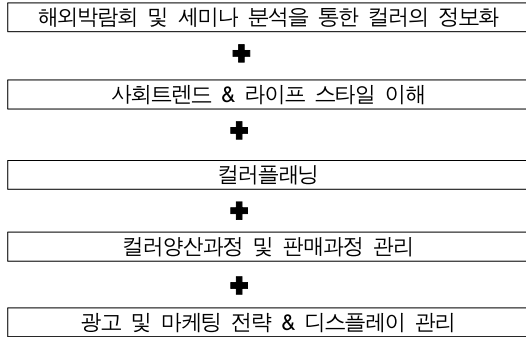 해외박람회 및 세미나 분석을 통한 컬러의 정보화
사회트렌드 & 라이프 스타일 이해
컬러플래닝
컬러양산과정 및 판매과정 관리
광고 및 마케팅 전략 & 디스플레이 관리